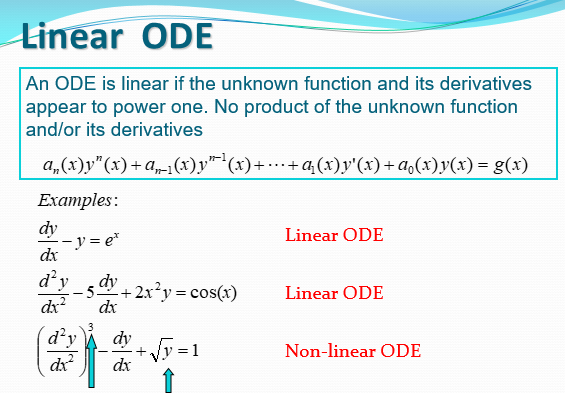 Linear ODE
An ODE is linear if the unknown function and its derivatives
appear to power one. No product of the unknown function
and/or its derivatives
aₙ(x)yⁿ(x) + aₙ₋₁(x)yⁿ⁻¹(x) + ⋯ + a₁(x)y'(x) + a₀(x)y(x) = g(x)
Examples:
dy/dx − y = eˣ Linear ODE
d²y/dx² − 5 dy/dx + 2x²y = cos(x) Linear ODE
(d²y/dx²)³ − dy/dx + √y = 1 Non-linear ODE